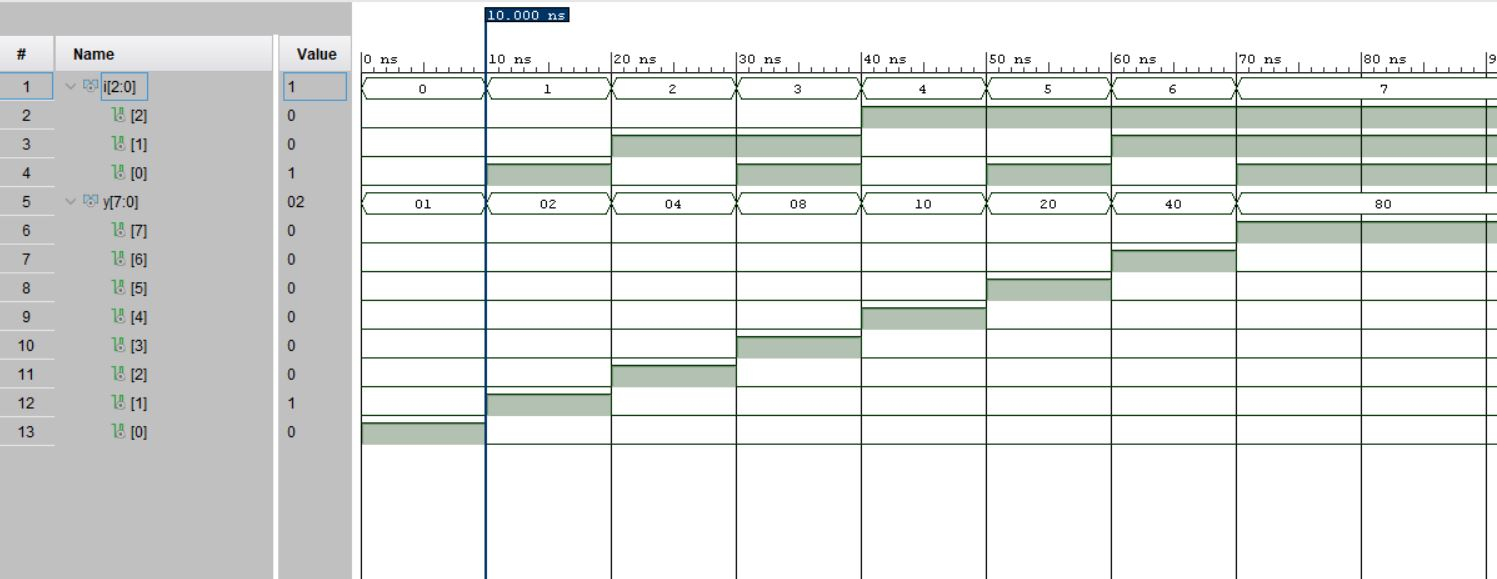 10.000 ns
# Name Value 0 ns 10 ns 20 ns 30 ns 40 ns 50 ns 60 ns 70 ns 80 ns 9
1 i[2:0] 1 0 1 2 3 4 5 6 7
2 [2] 0
3 [1] 0
4 [0] 1
5 y[7:0] 02 01 02 04 08 10 20 40 80
6 [7] 0
7 [6] 0
8 [5] 0
9 [4] 0
10 [3] 0
11 [2] 0
12 [1] 1
13 [0] 0